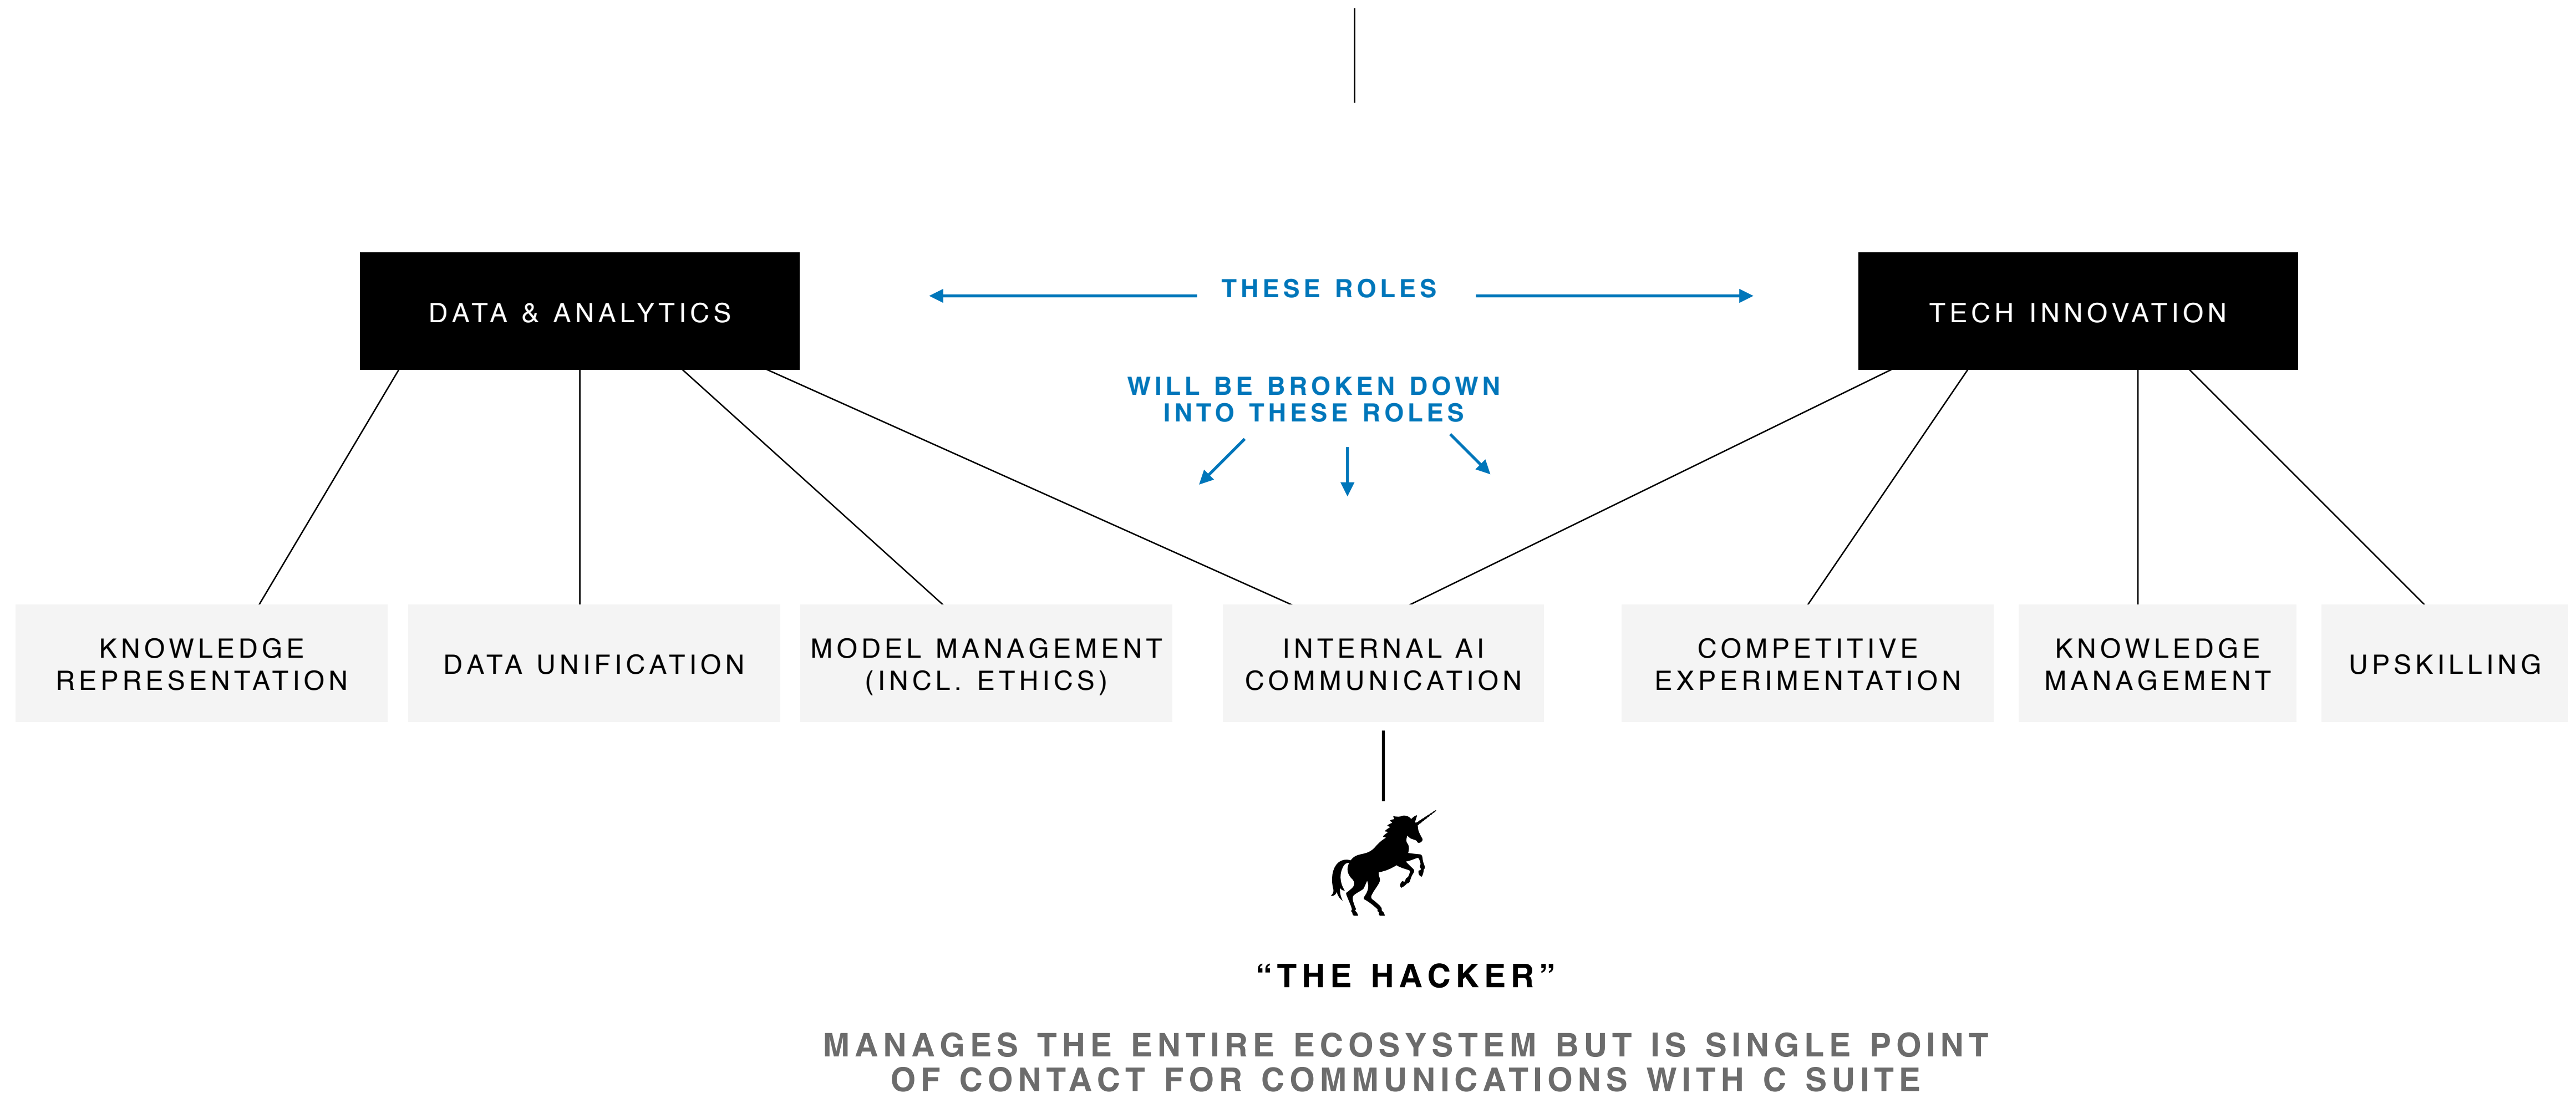 DATA & ANALYTICS
THESE ROLES
TECH INNOVATION
WILL BE BROKEN DOWN
INTO THESE ROLES
KNOWLEDGE
REPRESENTATION
DATA UNIFICATION
MODEL MANAGEMENT
(INCL. ETHICS)
INTERNAL AI
COMMUNICATION
COMPETITIVE
EXPERIMENTATION
KNOWLEDGE
MANAGEMENT
UPSKILLING
“THE HACKER”
MANAGES THE ENTIRE ECOSYSTEM BUT IS SINGLE POINT
OF CONTACT FOR COMMUNICATIONS WITH C SUITE